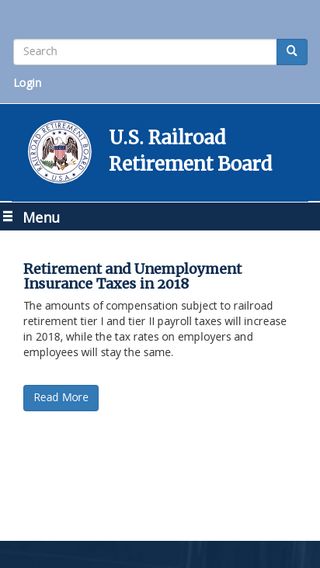 Search
Login
RAILROAD RETIREMENT BOARD
U.S.A.
U.S. Railroad
Retirement Board
Menu
Retirement and Unemployment
Insurance Taxes in 2018
The amounts of compensation subject to railroad
retirement tier I and tier II payroll taxes will increase
in 2018, while the tax rates on employers and
employees will stay the same.
Read More